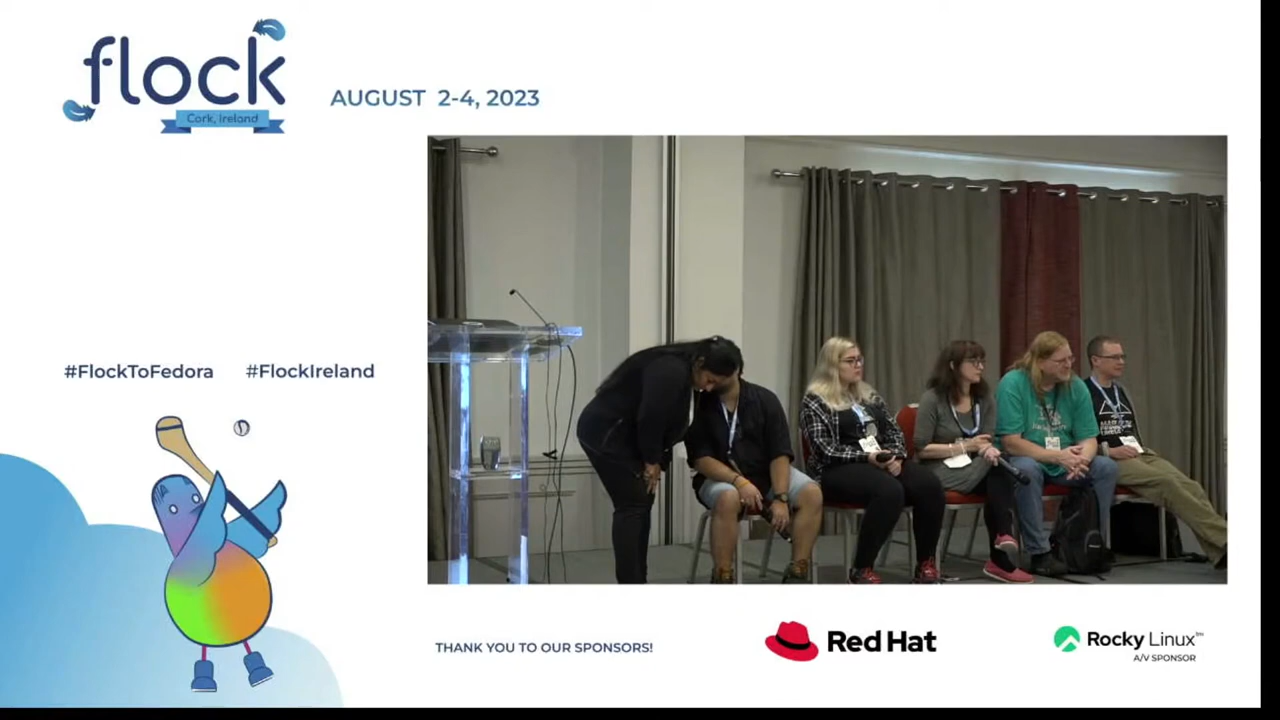 flock
Cork, Ireland
AUGUST 2-4, 2023
#FlockToFedora #FlockIreland
THANK YOU TO OUR SPONSORS!
Red Hat
Rocky Linux™
A/V SPONSOR